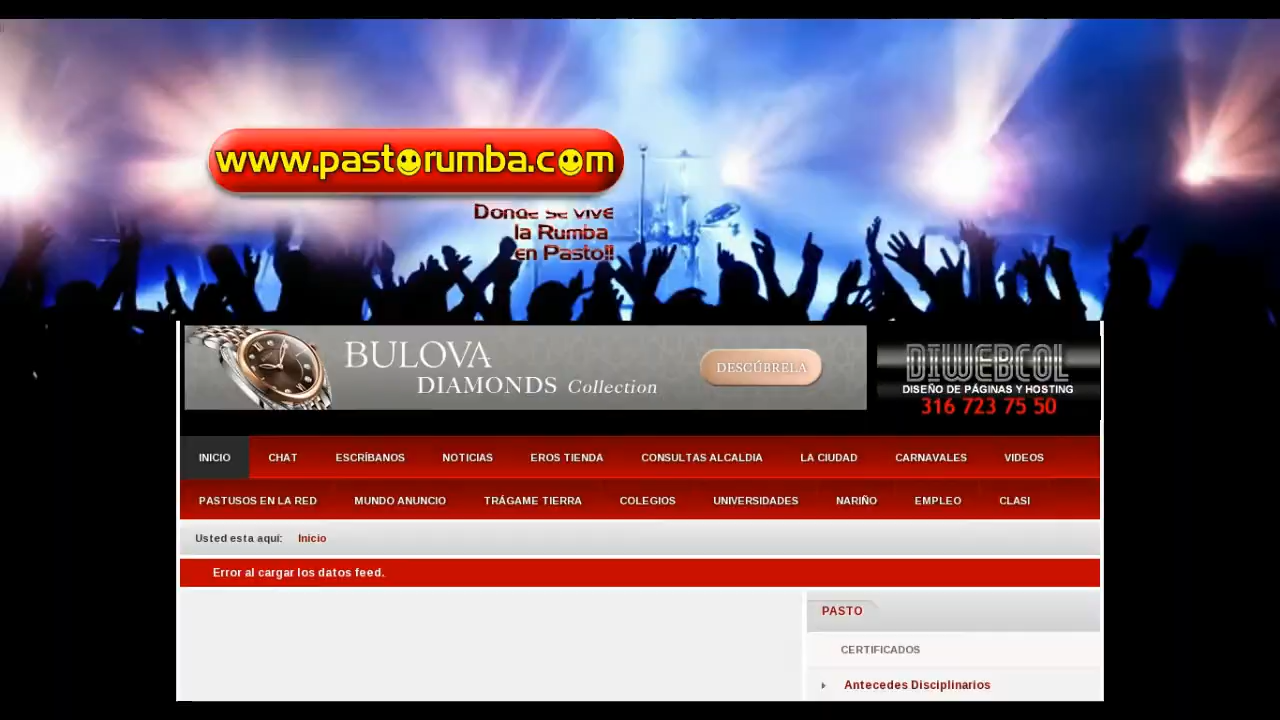 www.pastorumba.com
Donde se vive
la Rumba
en Pasto!!
BULOVA
DIAMONDS Collection
DESCÚBRELA
DIWEBCOL
DISEÑO DE PÁGINAS Y HOSTING
316 723 75 50
INICIO CHAT ESCRÍBANOS NOTICIAS EROS TIENDA CONSULTAS ALCALDIA LA CIUDAD CARNAVALES VIDEOS
PASTUSOS EN LA RED MUNDO ANUNCIO TRÁGAME TIERRA COLEGIOS UNIVERSIDADES NARIÑO EMPLEO CLASI
Usted esta aquí: Inicio
Error al cargar los datos feed.
PASTO
CERTIFICADOS
Antecedes Disciplinarios